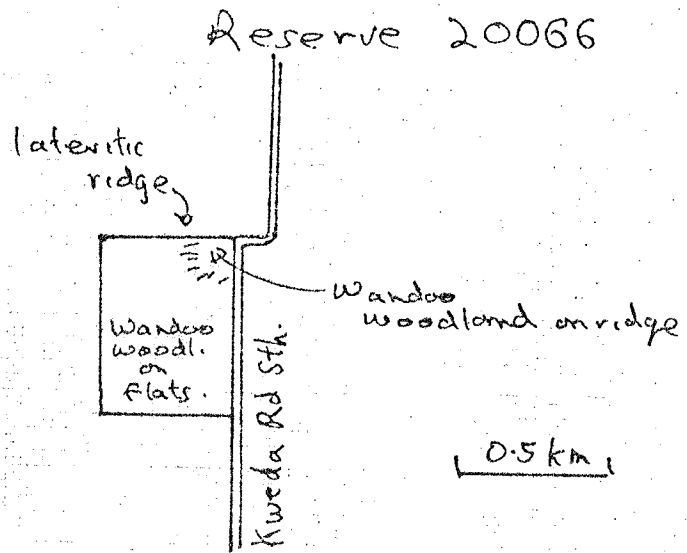 Reserve 20066
lateritic
ridge
Wandoo
woodland on ridge
Wandoo
woodl.
on
flats.
Kweda Rd Sth.
0.5 km